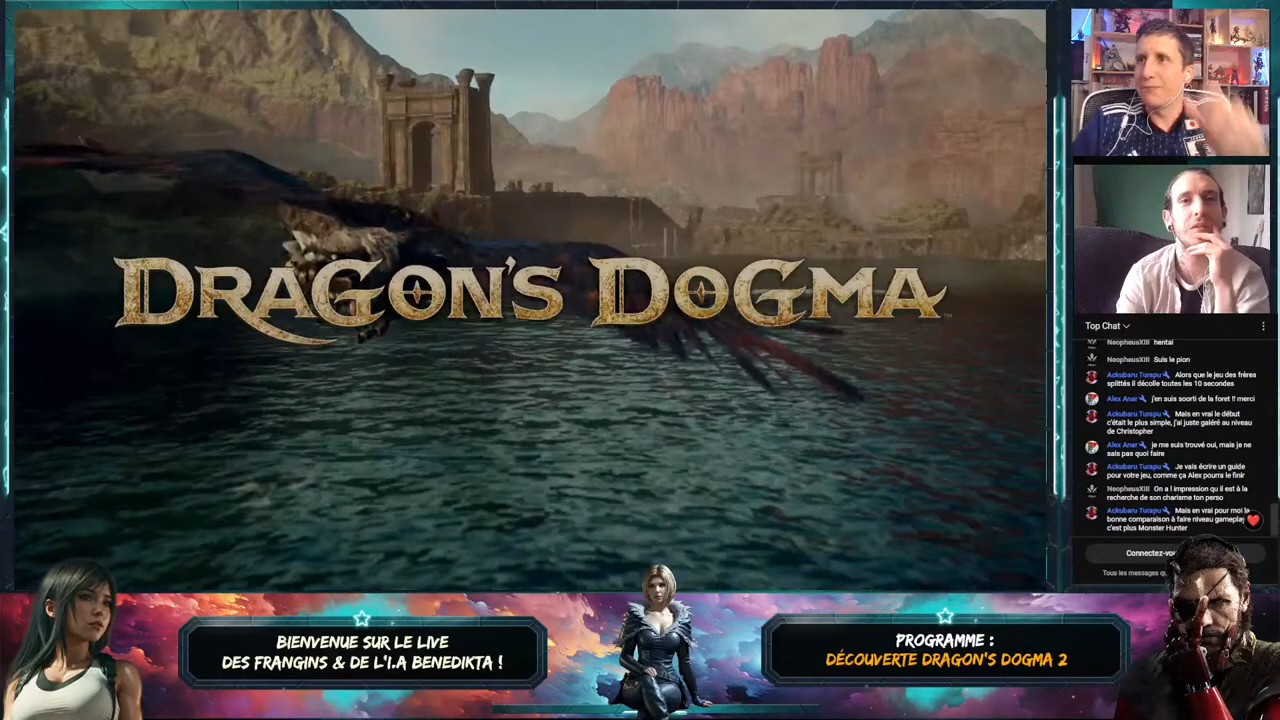 DRAGON'S DOGMA
Top Chat
NeopheusXIII hentai
NeopheusXIII Suis le pion
Ackubaru Turapu Alors que le jeu des frères
splittés il décolle toutes les 10 secondes
Alex Anar j'en suis soorti de la foret !! merci
Ackubaru Turapu Mais en vrai le début
c'était le plus simple, j'ai juste galéré au niveau
de Christopher
Alex Anar je me suis trouvé oui, mais je ne
sais pas quoi faire
Ackubaru Turapu Je vais écrire un guide
pour votre jeu, comme ça Alex pourra le finir
NeopheusXIII On a l impression qu il est à la
recherche de son charisme ton perso
Ackubaru Turapu Mais en vrai pour moi la
bonne comparaison à faire niveau gameplay
c'est plus Monster Hunter
Connectez-vou
Tous les messages qu
BIENVENUE SUR LE LIVE
DES FRANGINS & DE L'I.A BENEDIKTA !
PROGRAMME :
DÉCOUVERTE DRAGON'S DOGMA 2